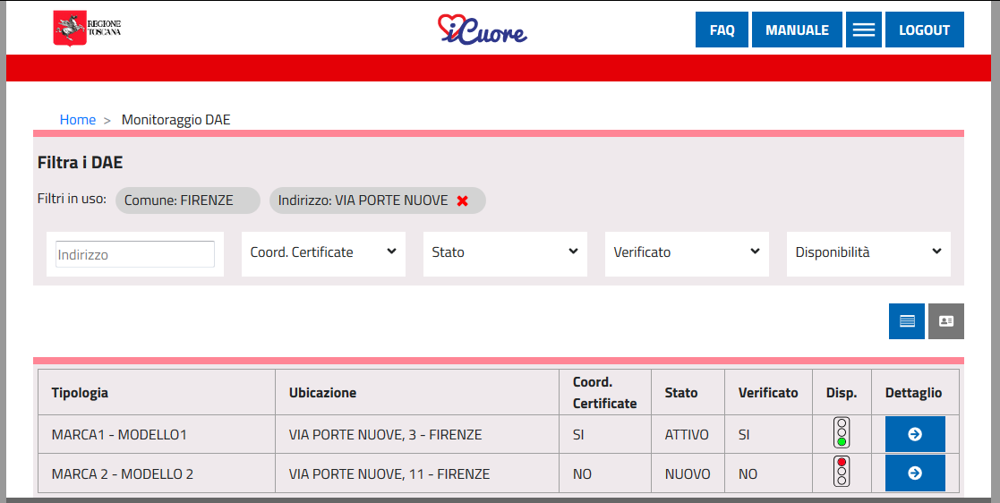 REGIONE
TOSCANA
iCuore
FAQ MANUALE LOGOUT
Home > Monitoraggio DAE
Filtra i DAE
Filtri in uso: Comune: FIRENZE Indirizzo: VIA PORTE NUOVE
Indirizzo Coord. Certificate Stato Verificato Disponibilità
Tipologia Ubicazione Coord. Certificate Stato Verificato Disp. Dettaglio
MARCA1 - MODELLO1 VIA PORTE NUOVE, 3 - FIRENZE SI ATTIVO SI
MARCA 2 - MODELLO 2 VIA PORTE NUOVE, 11 - FIRENZE NO NUOVO NO